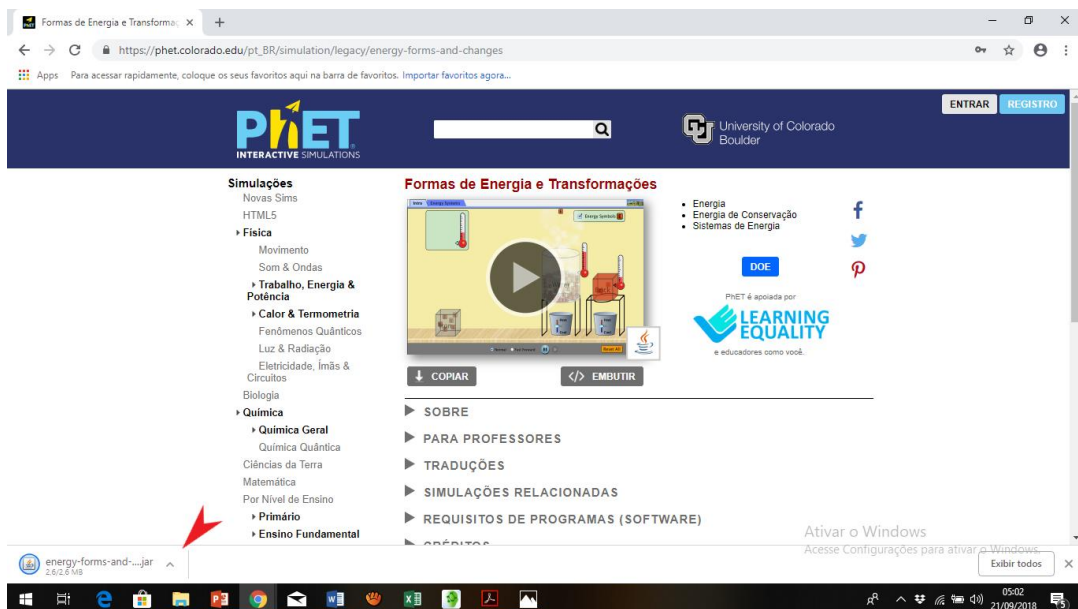 Formas de Energia e Transformaç
https://phet.colorado.edu/pt_BR/simulation/legacy/energy-forms-and-changes
Apps Para acessar rapidamente, coloque os seus favoritos aqui na barra de favoritos. Importar favoritos agora...
ENTRAR REGISTRO
PhET
INTERACTIVE SIMULATIONS
University of Colorado
Boulder
Simulações
Novas Sims
HTML5
Física
Movimento
Som & Ondas
Trabalho, Energia &
Potência
Calor & Termometria
Fenômenos Quânticos
Luz & Radiação
Eletricidade, Ímãs &
Circuitos
Biologia
Química
Química Geral
Química Quântica
Ciências da Terra
Matemática
Por Nível de Ensino
Primário
Ensino Fundamental
Formas de Energia e Transformações
Energy Symbols
COPIAR
EMBUTIR
Energia
Energia de Conservação
Sistemas de Energia
DOE
PhET é apoiada por
LEARNING
EQUALITY
e educadores como você.
SOBRE
PARA PROFESSORES
TRADUÇÕES
SIMULAÇÕES RELACIONADAS
REQUISITOS DE PROGRAMAS (SOFTWARE)
CRÉDITOS
Ativar o Windows
Acesse Configurações para ativar o Windows.
energy-forms-and-....jar
2,6/2,6 MB
Exibir todos
05:02
21/09/2018